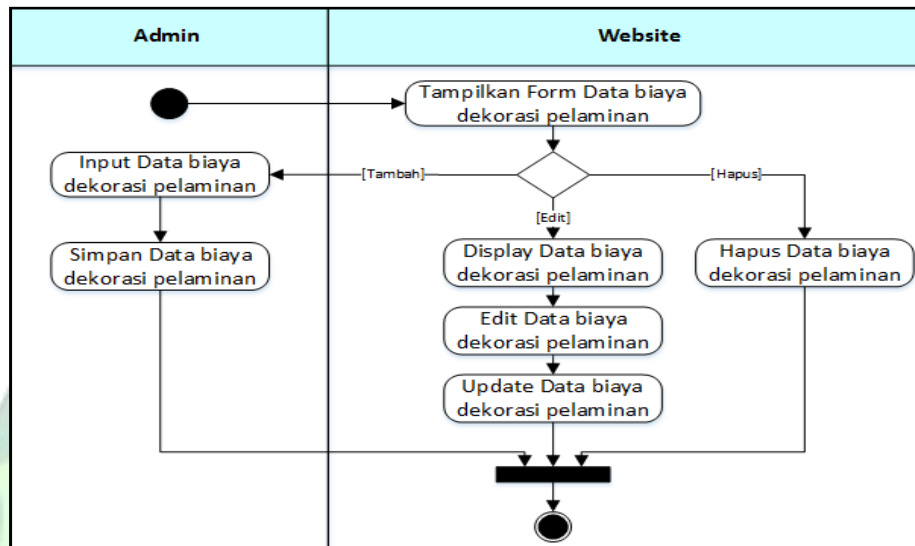 Admin
Website
Tampilkan Form Data biaya
dekorasi pelaminan
Input Data biaya
dekorasi pelaminan
[Tambah]
[Hapus]
[Edit]
Simpan Data biaya
dekorasi pelaminan
Display Data biaya
dekorasi pelaminan
Hapus Data biaya
dekorasi pelaminan
Edit Data biaya
dekorasi pelaminan
Update Data biaya
dekorasi pelaminan